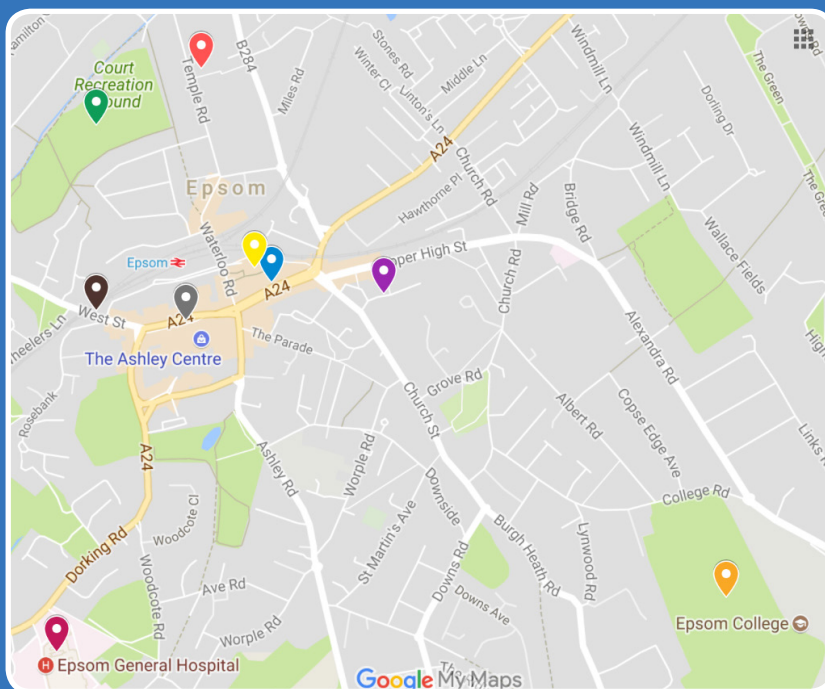 Hamilton
Court
Recreation
ound
Temple Rd
B284
Miles Rd
Stones Rd
Winter Cl
Linton's Ln
Middle Ln
Windmill Ln
The Green
Dorling Dr
A24
Church Rd
Windmill Ln
The Gree
Epsom
Hawthorne Pl
Mill Rd
Bridge Rd
Waterloo Rd
Wallace Fields
Epsom
pper High St
Church Rd
A24
West St
A24
heelers Ln
The Parade
The Ashley Centre
Alexandra Rd
High
Rosebank
Grove Rd
Church St
Albert Rd
Copse Edge Ave
Links R
A24
Ashley Rd
Worple Rd
Downside
College Rd
Woodcote Cl
St Martin's Ave
Burgh Heath Rd
Lynwood Rd
Dorking Rd
Woodcote Rd
Ave Rd
Downs Rd
Downs Ave
Worple Rd
Epsom College
H Epsom General Hospital
Google My Maps